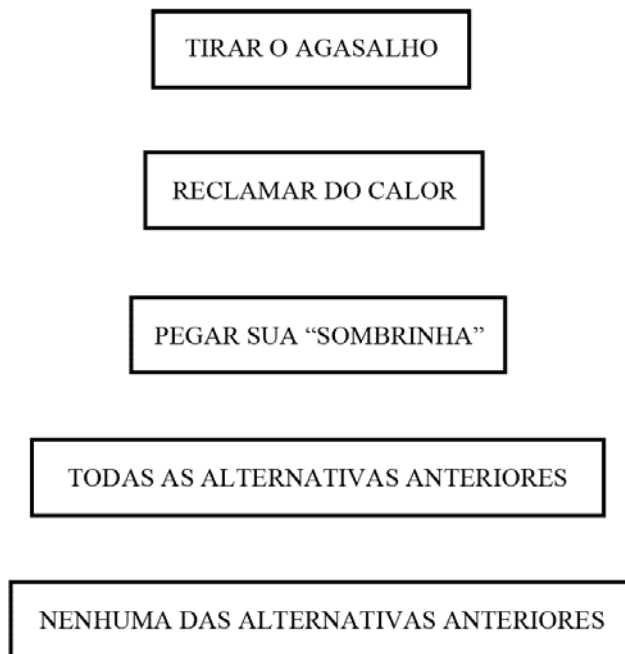 TIRAR O AGASALHO
RECLAMAR DO CALOR
PEGAR SUA “SOMBRINHA”
TODAS AS ALTERNATIVAS ANTERIORES
NENHUMA DAS ALTERNATIVAS ANTERIORES